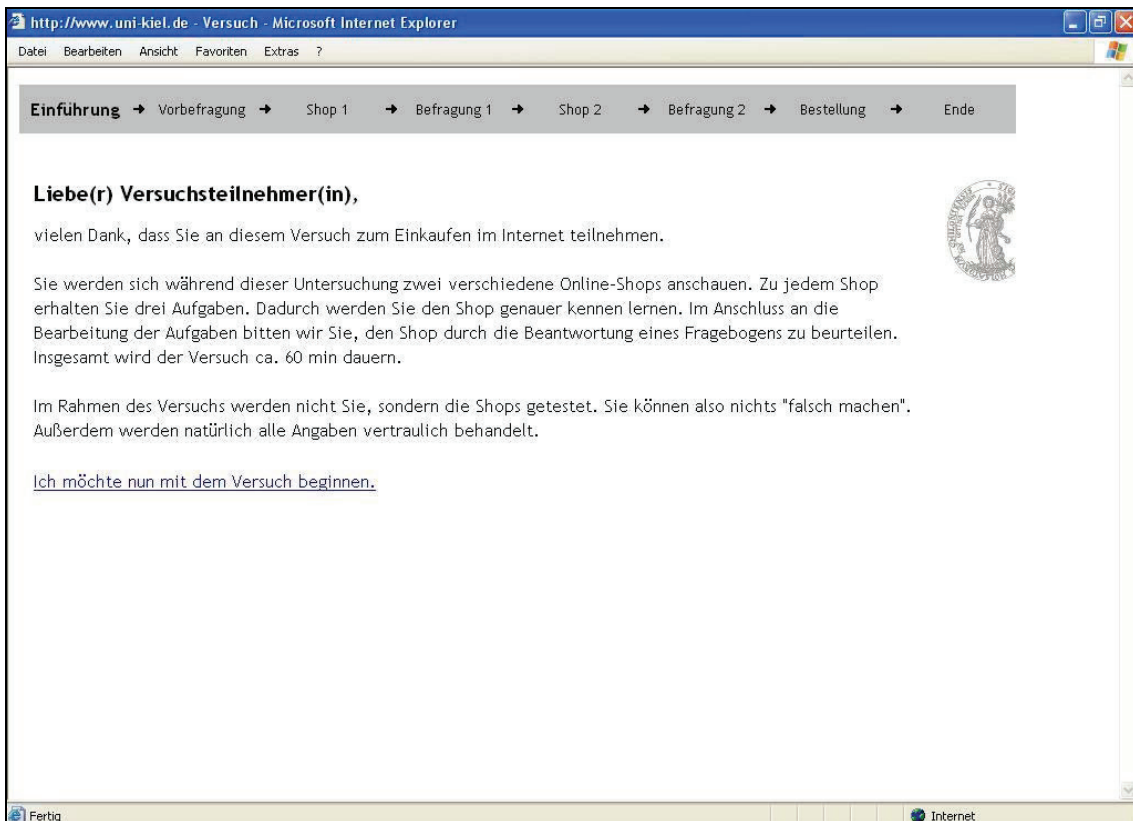 http://www.uni-kiel.de - Versuch - Microsoft Internet Explorer
Datei Bearbeiten Ansicht Favoriten Extras ?
Einführung → Vorbefragung → Shop 1 → Befragung 1 → Shop 2 → Befragung 2 → Bestellung → Ende
Liebe(r) Versuchsteilnehmer(in),
vielen Dank, dass Sie an diesem Versuch zum Einkaufen im Internet teilnehmen.
Sie werden sich während dieser Untersuchung zwei verschiedene Online-Shops anschauen. Zu jedem Shop
erhalten Sie drei Aufgaben. Dadurch werden Sie den Shop genauer kennen lernen. Im Anschluss an die
Bearbeitung der Aufgaben bitten wir Sie, den Shop durch die Beantwortung eines Fragebogens zu beurteilen.
Insgesamt wird der Versuch ca. 60 min dauern.
Im Rahmen des Versuchs werden nicht Sie, sondern die Shops getestet. Sie können also nichts "falsch machen".
Außerdem werden natürlich alle Angaben vertraulich behandelt.
Ich möchte nun mit dem Versuch beginnen.
Fertig Internet